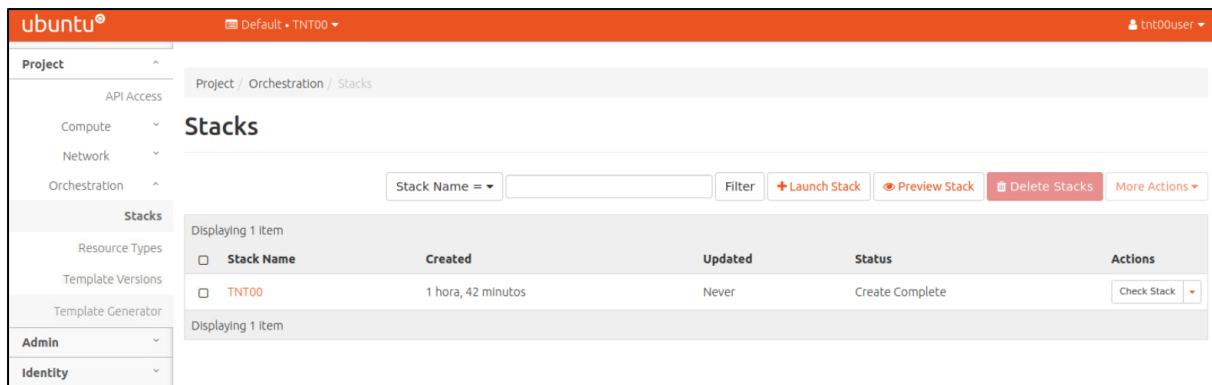 ubuntu®
Default • TNT00
tnt00user
Project
API Access
Compute
Network
Orchestration
Stacks
Resource Types
Template Versions
Template Generator
Admin
Identity
Project / Orchestration / Stacks
Stacks
Stack Name = Filter +Launch Stack Preview Stack Delete Stacks More Actions
Displaying 1 item
Stack Name Created Updated Status Actions
TNT00 1 hora, 42 minutos Never Create Complete Check Stack
Displaying 1 item